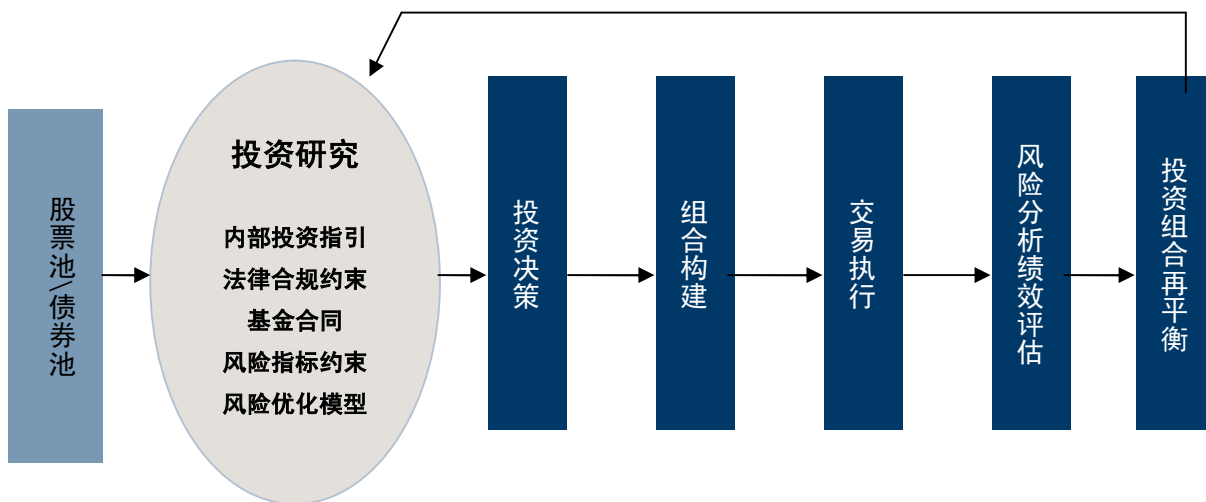 股票池/债券池
投资研究
内部投资指引
法律合规约束
基金合同
风险指标约束
风险优化模型
投资决策
组合构建
交易执行
风险分析绩效评估
投资组合再平衡